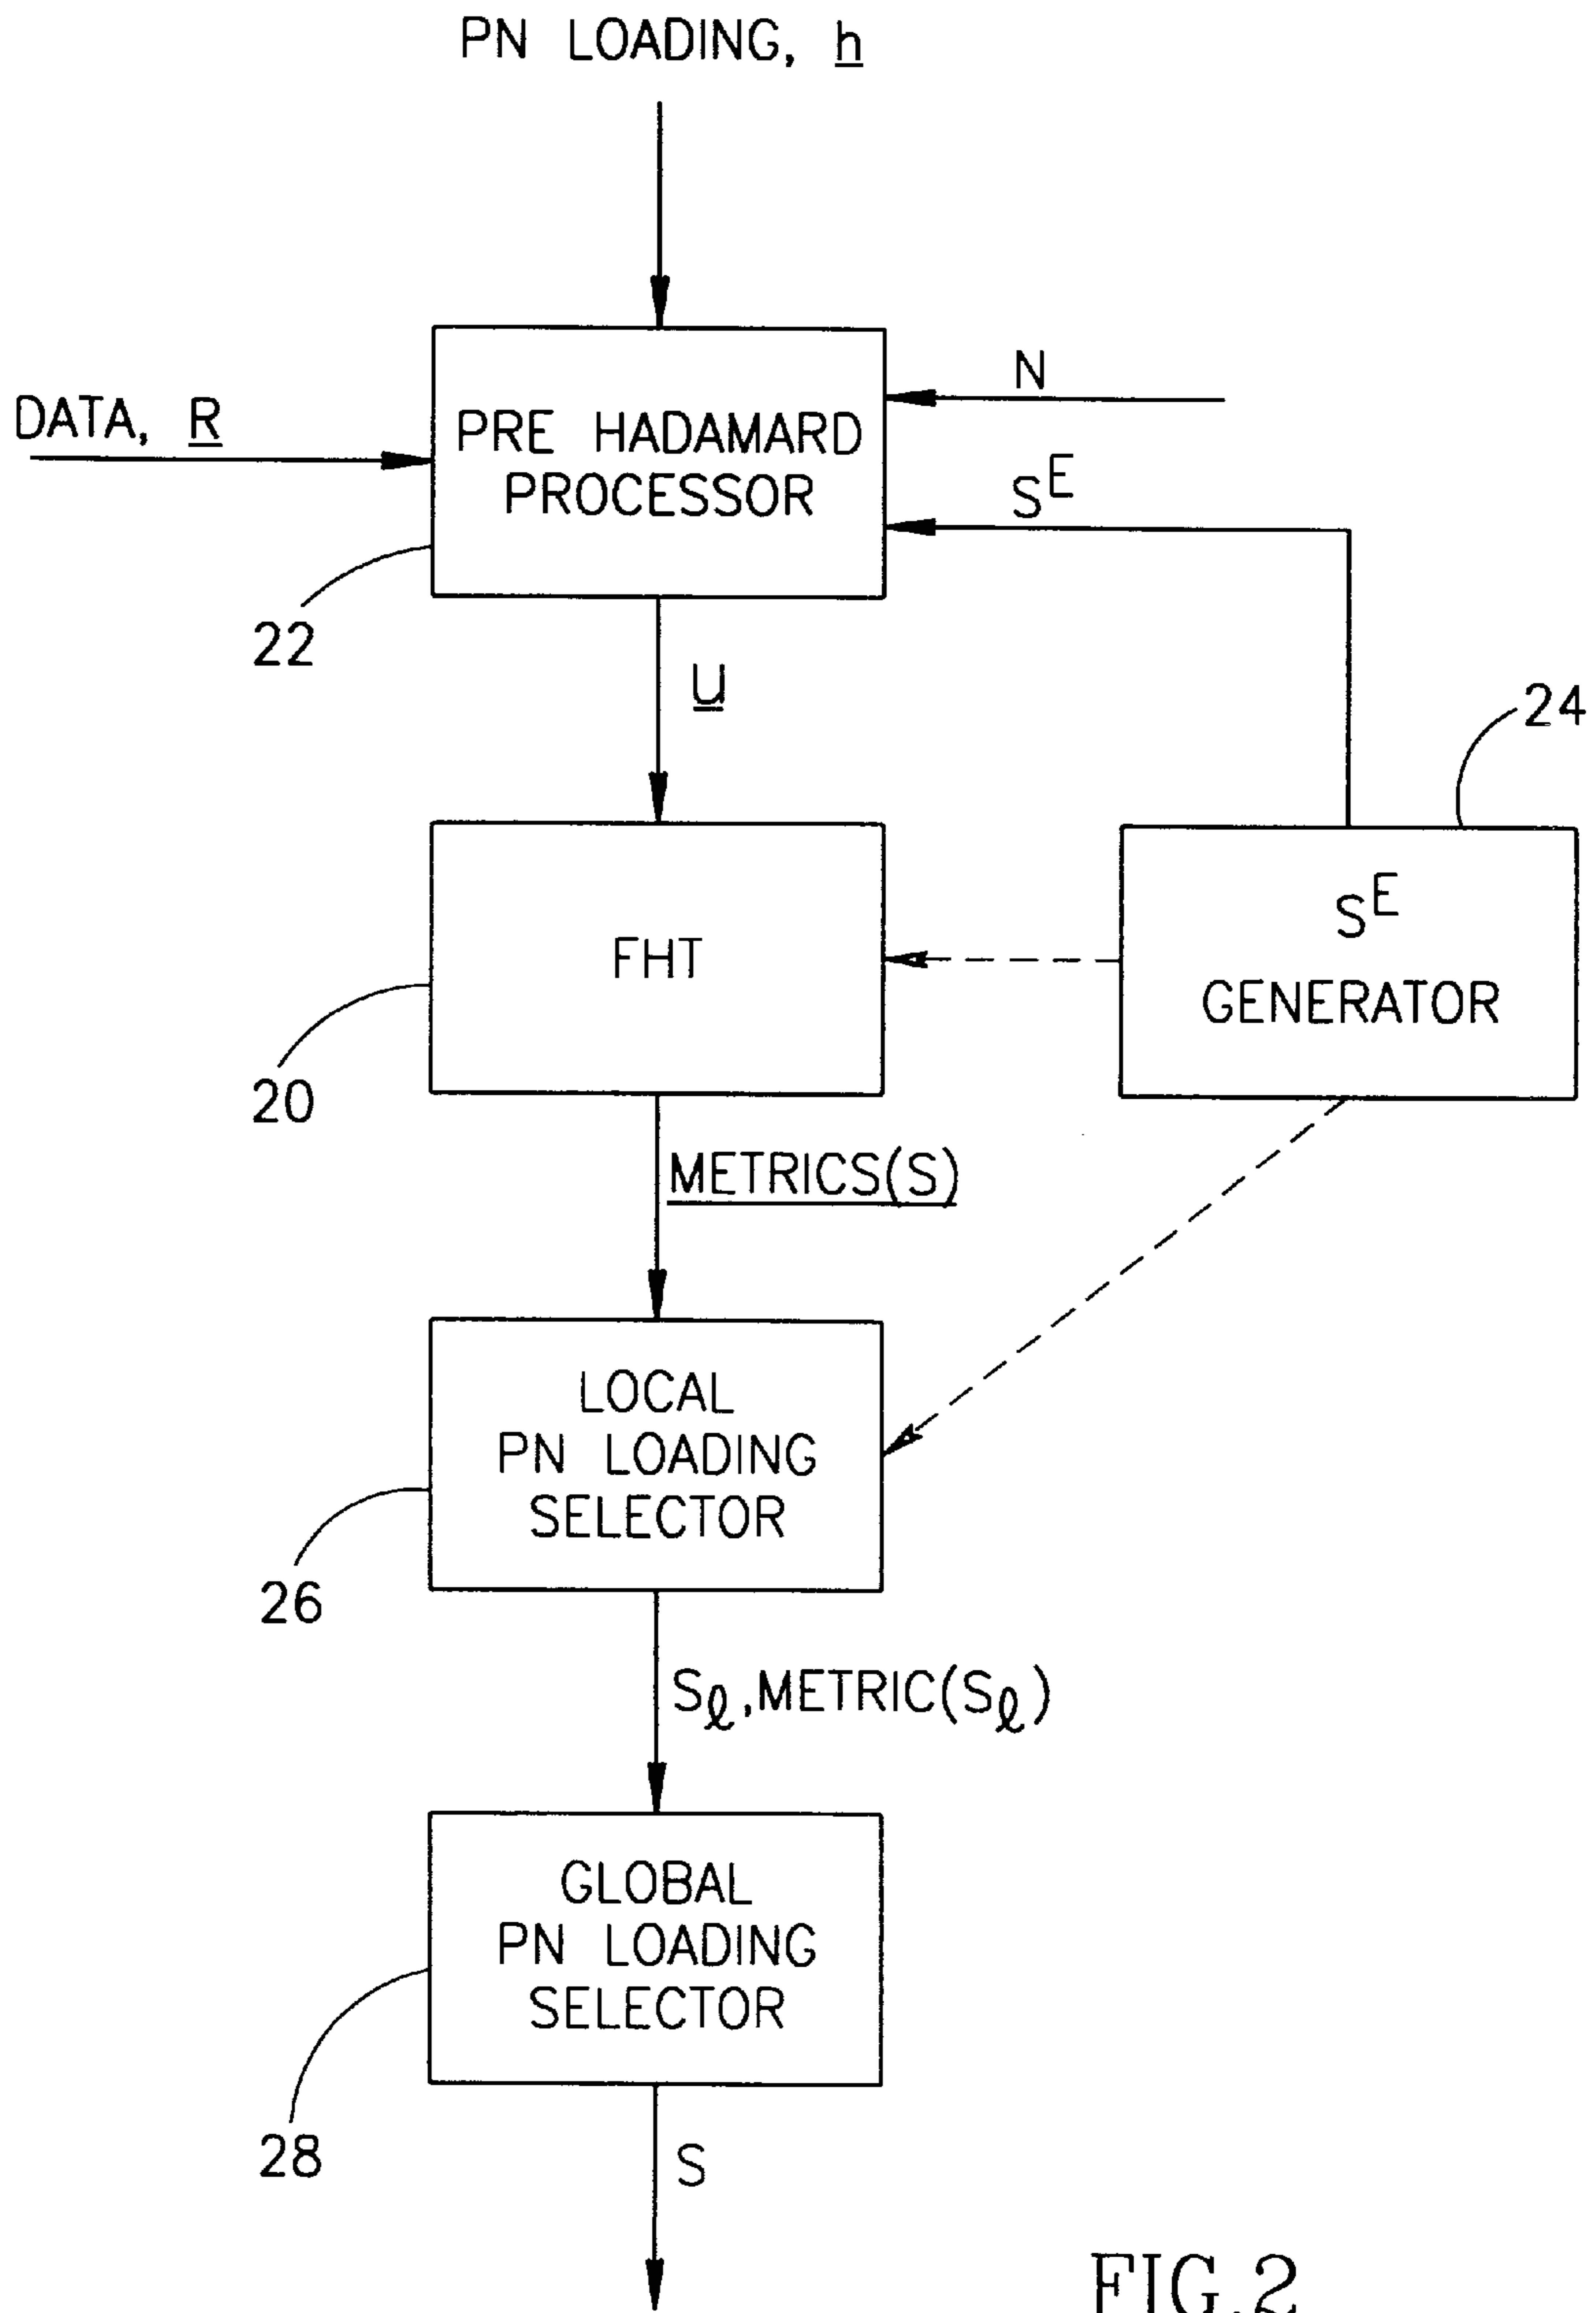 PN LOADING, h
N
DATA, R
PRE HADAMARD
PROCESSOR
S^E
22
u
24
S^E
GENERATOR
FHT
20
METRICS(S)
LOCAL
PN LOADING
SELECTOR
26
Sℓ,METRIC(Sℓ)
GLOBAL
PN LOADING
SELECTOR
28
S
FIG.2